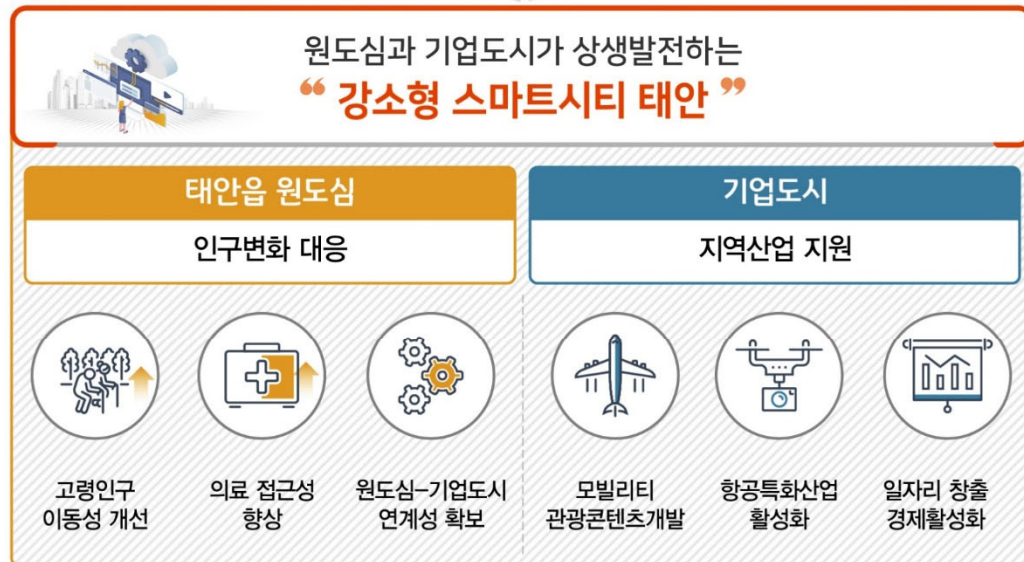 원도심과 기업도시가 상생발전하는
“ 강소형 스마트시티 태안 ”
태안읍 원도심
인구변화 대응
기업도시
지역산업 지원
고령인구
이동성 개선
의료 접근성
향상
원도심-기업도시
연계성 확보
모빌리티
관광콘텐츠개발
항공특화산업
활성화
일자리 창출
경제활성화